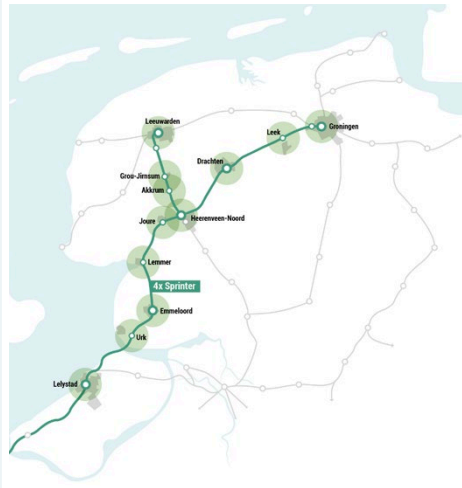 Leeuwarden
Groningen
Leek
Drachten
Grou-Jirnsum
Akkrum
Heerenveen-Noord
Joure
Lemmer
4x Sprinter
Emmeloord
Urk
Lelystad